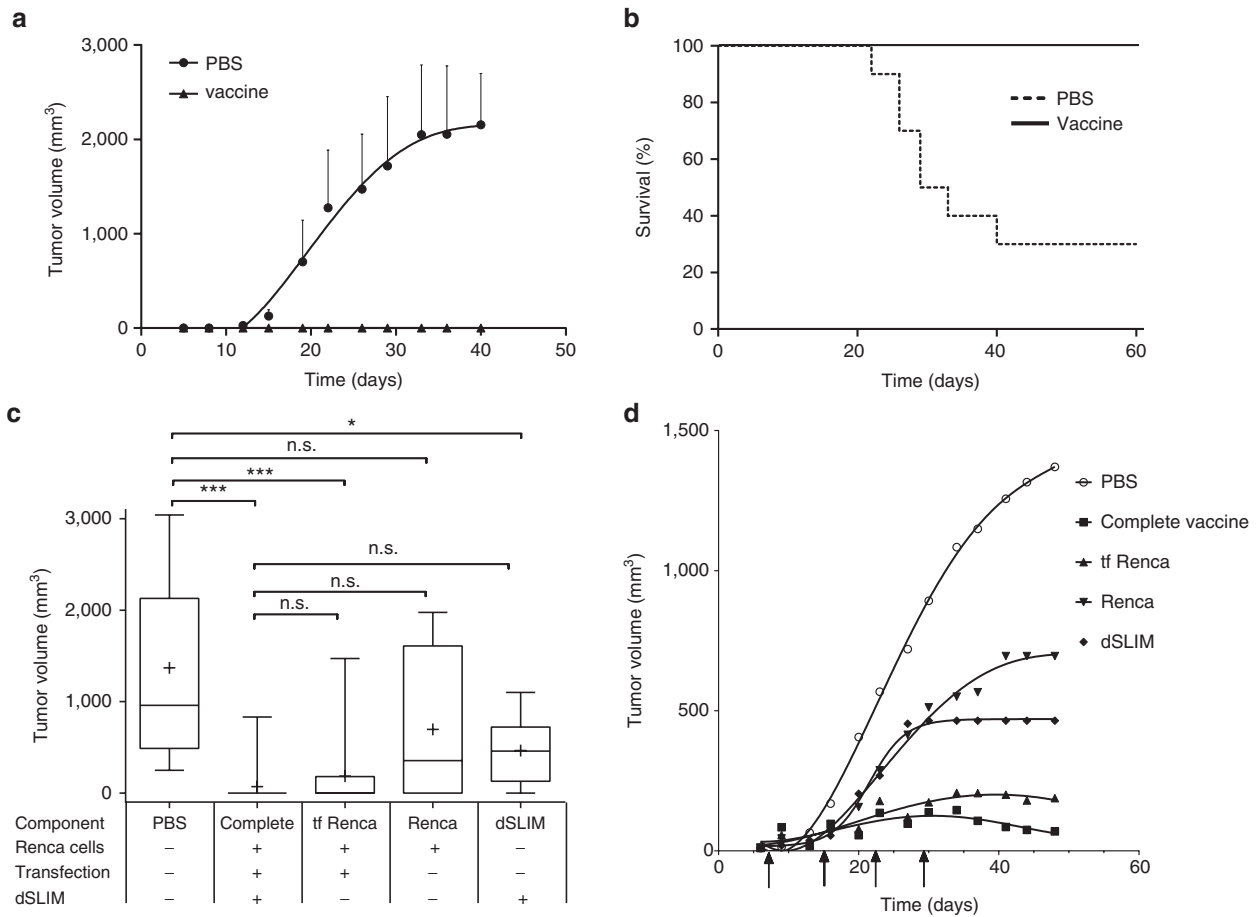 a
3,000
2,000
1,000
0
Tumor volume (mm³)
PBS
vaccine
0 10 20 30 40 50
Time (days)
b
100
80
60
40
20
0
Survival (%)
PBS
Vaccine
0 20 40 60
Time (days)
c
*
n.s.
***
***
n.s.
n.s.
n.s.
3,000
2,000
1,000
0
Tumor volume (mm³)
Component PBS Complete tf Renca Renca dSLIM
Renca cells – + + + –
Transfection – + + – –
dSLIM – + – – +
d
1,500
1,000
500
0
Tumor volume (mm³)
PBS
Complete vaccine
tf Renca
Renca
dSLIM
0 20 40 60
Time (days)